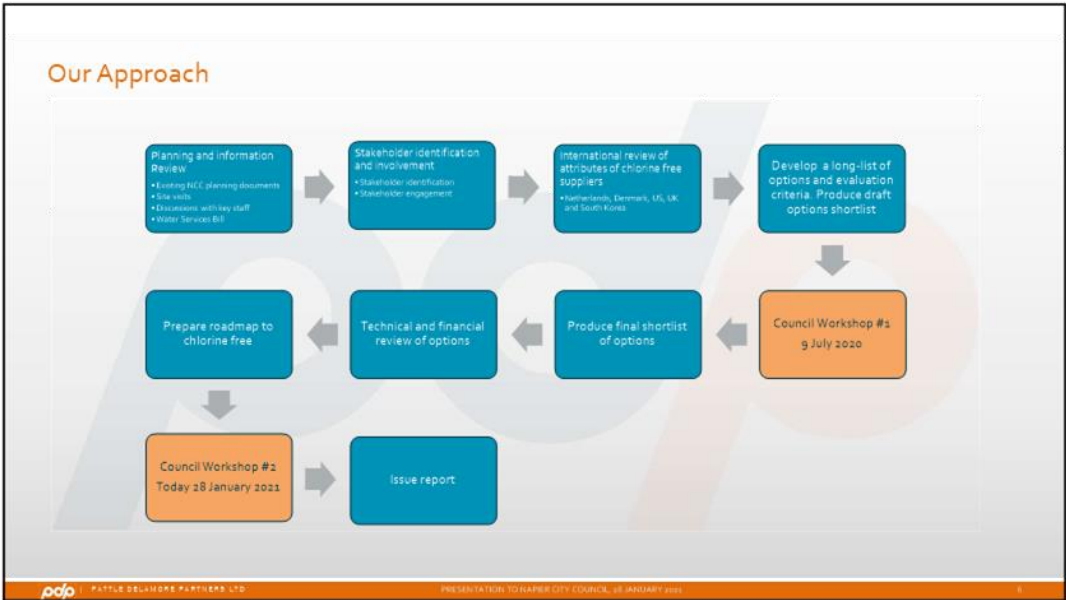 Our Approach
Planning and information
Review
• Existing NCC planning documents
• Site visits
• Discussions with key staff
• Water Services Bill
Stakeholder identification
and involvement
• Stakeholder identification
• Stakeholder engagement
International review of
attributes of chlorine free
suppliers
• Netherlands, Denmark, US, UK
and South Korea
Develop a long-list of
options and evaluation
criteria. Produce draft
options shortlist
Council Workshop #1
9 July 2020
Produce final shortlist
of options
Technical and financial
review of options
Prepare roadmap to
chlorine free
Council Workshop #2
Today 28 January 2021
Issue report
pdp | PATTLE DELAMORE PARTNERS LTD
PRESENTATION TO NAPIER CITY COUNCIL, 28 JANUARY 2021
6